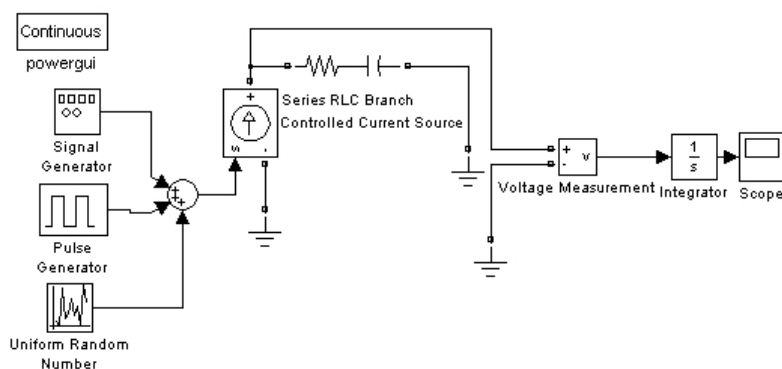 Continuous
powergui
Signal
Generator
Pulse
Generator
Uniform Random
Number
+
+
+
+
s
-
Series RLC Branch
Controlled Current Source
+
-
v
Voltage Measurement
1
s
Integrator
Scope